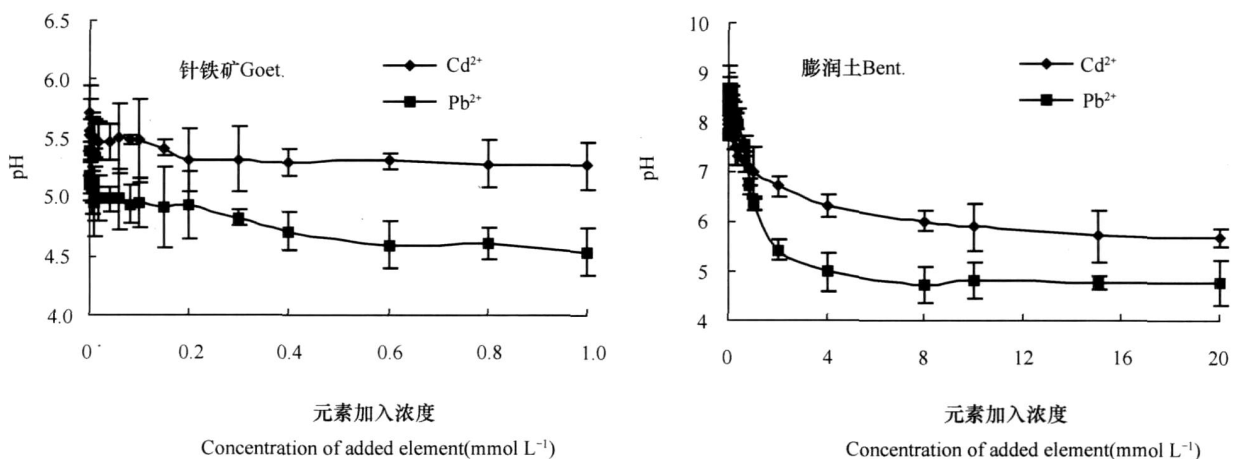 6.5
6.0
5.5
5.0
4.5
4.0
pH
针铁矿Goet.
Cd²⁺
Pb²⁺
0 0.2 0.4 0.6 0.8 1.0
元素加入浓度
Concentration of added element(mmol L⁻¹)
10
9
8
7
6
5
4
pH
膨润土Bent.
Cd²⁺
Pb²⁺
0 4 8 12 16 20
元素加入浓度
Concentration of added element(mmol L⁻¹)